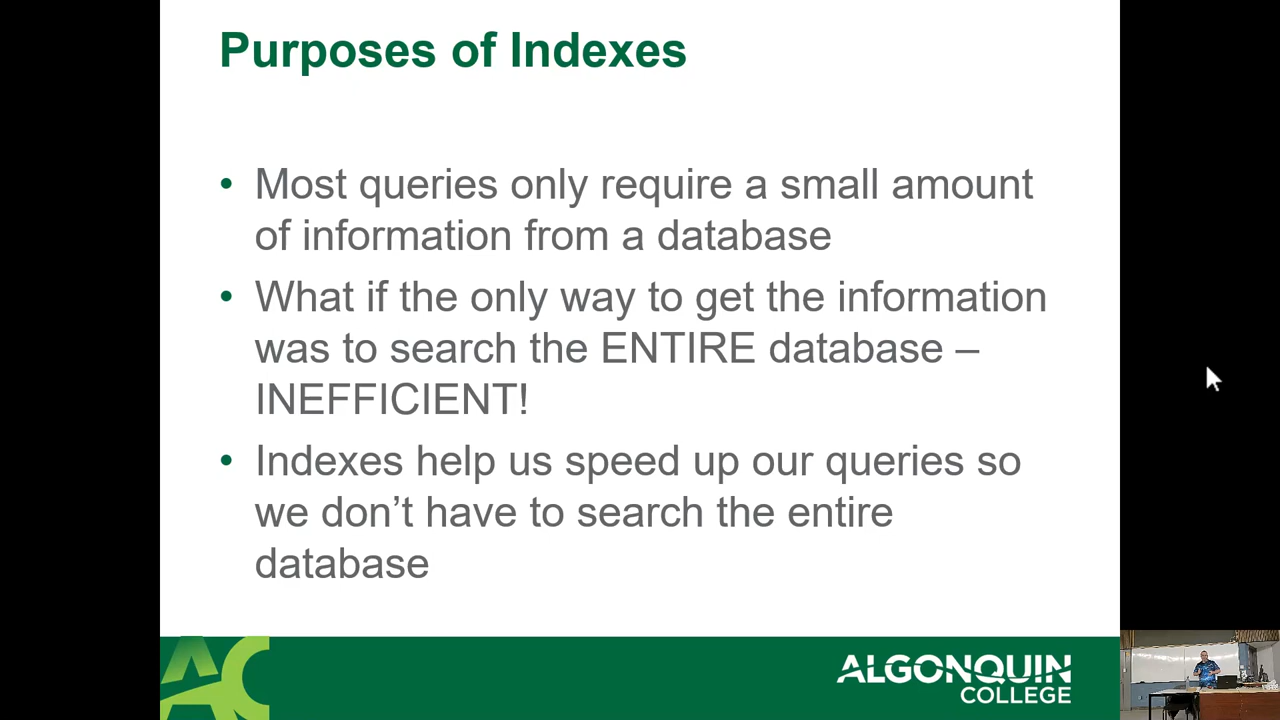 Purposes of Indexes
• Most queries only require a small amount
of information from a database
• What if the only way to get the information
was to search the ENTIRE database –
INEFFICIENT!
• Indexes help us speed up our queries so
we don’t have to search the entire
database
AC
ALGONQUIN
COLLEGE